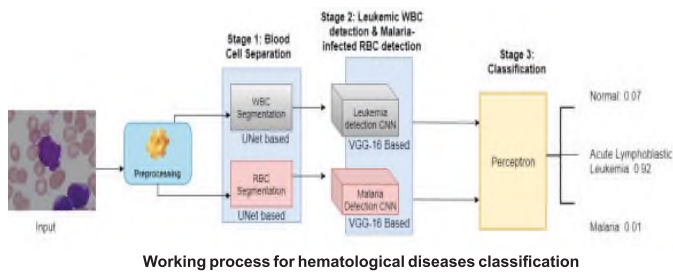 Stage 1: Blood
Cell Separation
Stage 2: Leukemic WBC
detection & Malaria-
infected RBC detection
Stage 3:
Classification
Input
Preprocessing
WBC
Segmentation
UNet based
RBC
Segmentation
UNet based
Leukemia
detection CNN
VGG-16 Based
Malaria
Detection CNN
VGG-16 Based
Perceptron
Normal: 0.07
Acute Lymphoblastic
Leukemia: 0.92
Malaria: 0.01
Working process for hematological diseases classification